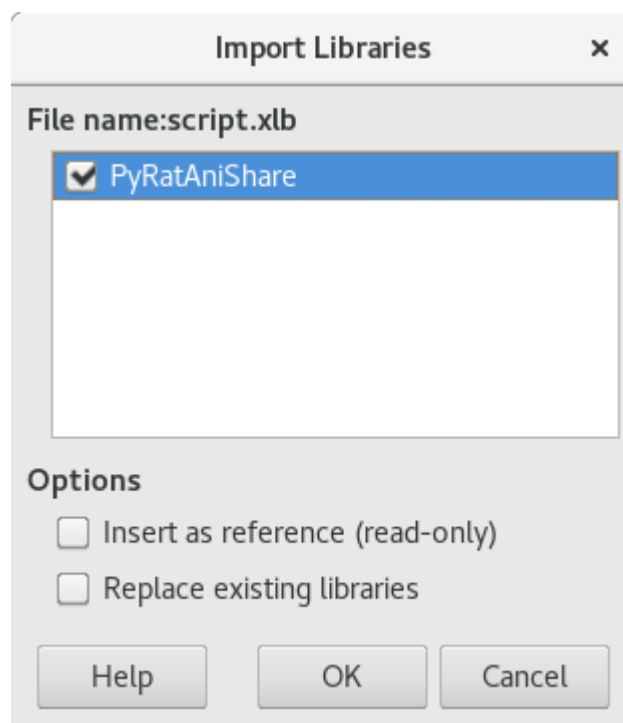 Import Libraries ×
File name:script.xlb
PyRatAniShare
Options
Insert as reference (read-only)
Replace existing libraries
Help OK Cancel